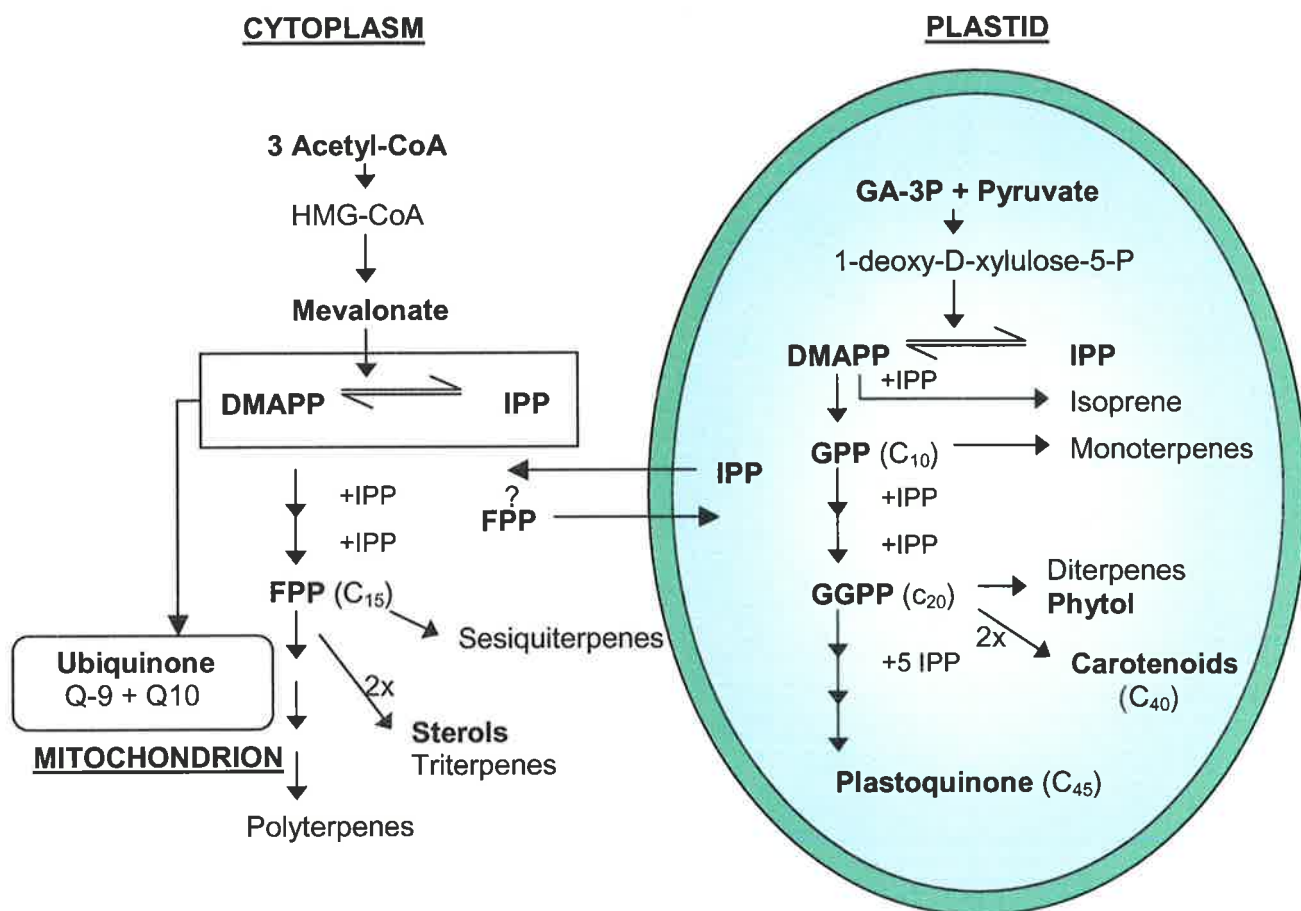 CYTOPLASM
3 Acetyl-CoA
HMG-CoA
Mevalonate
DMAPP IPP
+IPP
+IPP
FPP (C₁₅)
Sesiquiterpenes
Ubiquinone
Q-9 + Q10
2x
Sterols
Triterpenes
MITOCHONDRION
Polyterpenes
IPP
?
FPP
PLASTID
GA-3P + Pyruvate
1-deoxy-D-xylulose-5-P
DMAPP IPP
+IPP
Isoprene
GPP (C₁₀)
Monoterpenes
+IPP
+IPP
GGPP (c₂₀)
Diterpenes
Phytol
2x
+5 IPP
Carotenoids
(C₄₀)
Plastoquinone (C₄₅)